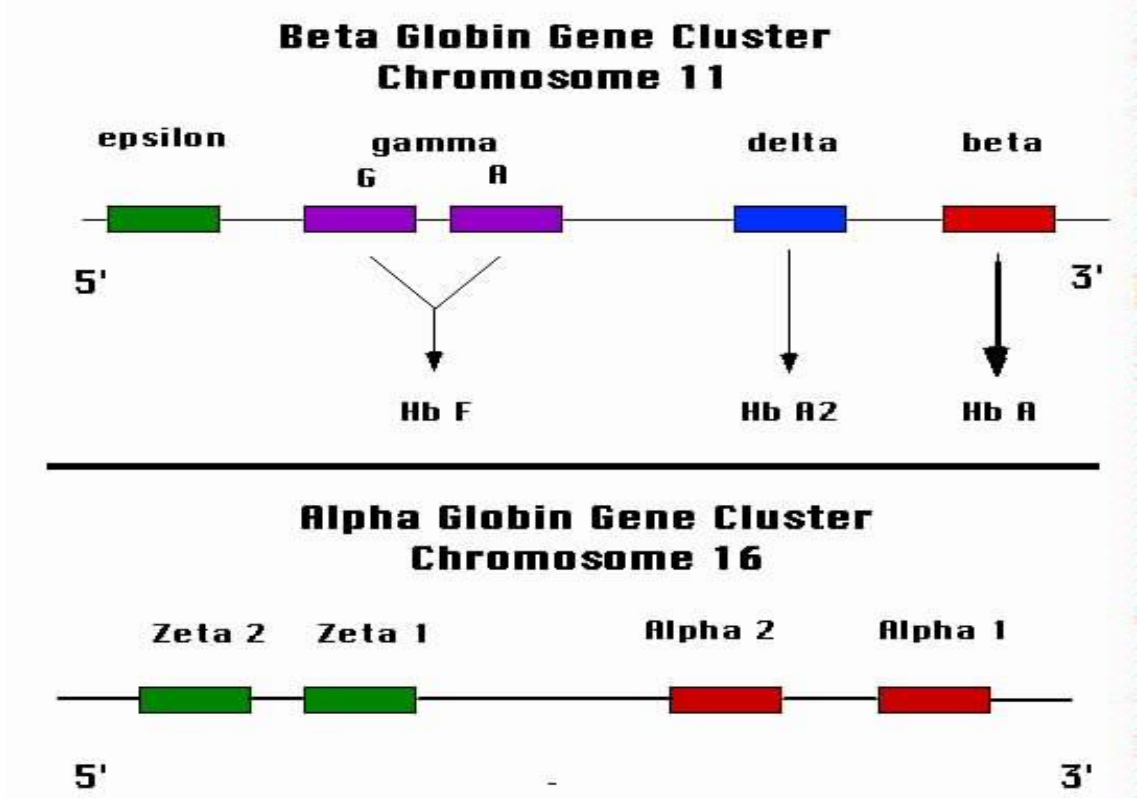 Beta Globin Gene Cluster
Chromosome 11
epsilon gamma delta beta
G A
5' 3'
Hb F Hb A2 Hb A
Alpha Globin Gene Cluster
Chromosome 16
Zeta 2 Zeta 1 Alpha 2 Alpha 1
5' - 3'